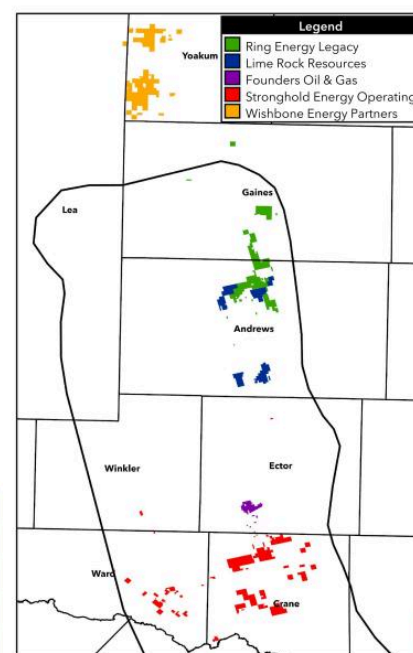 Legend
Yoakum
Ring Energy Legacy
Lime Rock Resources
Founders Oil & Gas
Stronghold Energy Operating
Wishbone Energy Partners
Gaines
Lea
Andrews
Winkler
Ector
Ward
Crane